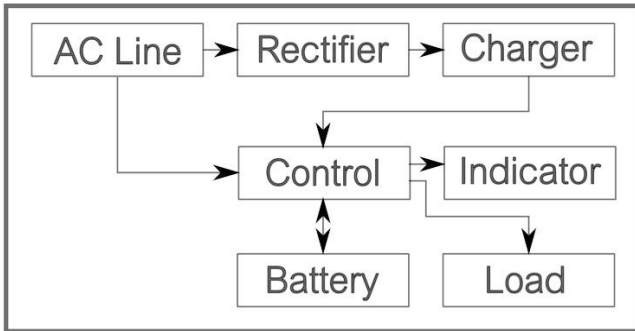 AC Line
Rectifier
Charger
Control
Indicator
Battery
Load